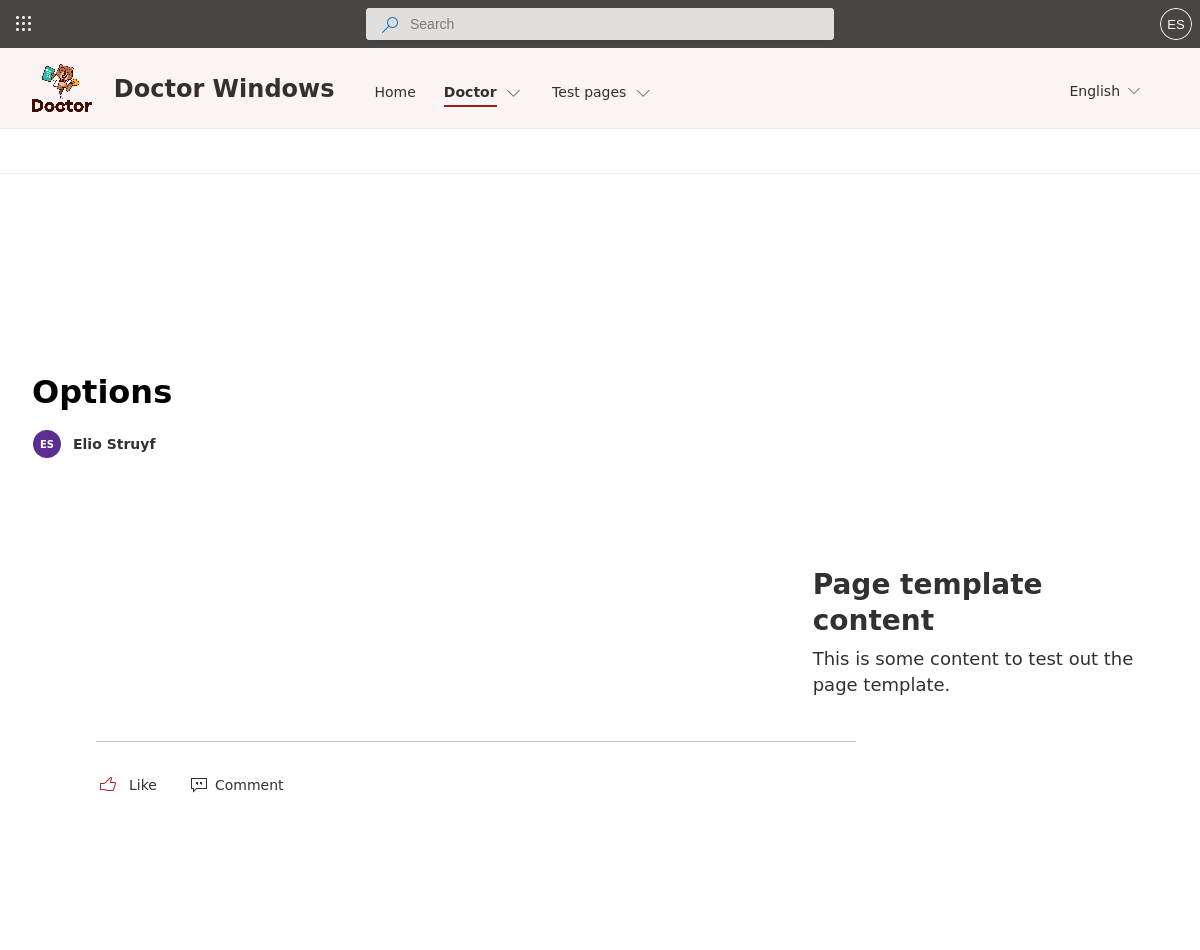 Search
ES
Doctor
Doctor Windows
Home
Doctor
Test pages
English
Options
ES
Elio Struyf
Page template
content
This is some content to test out the
page template.
Like
Comment